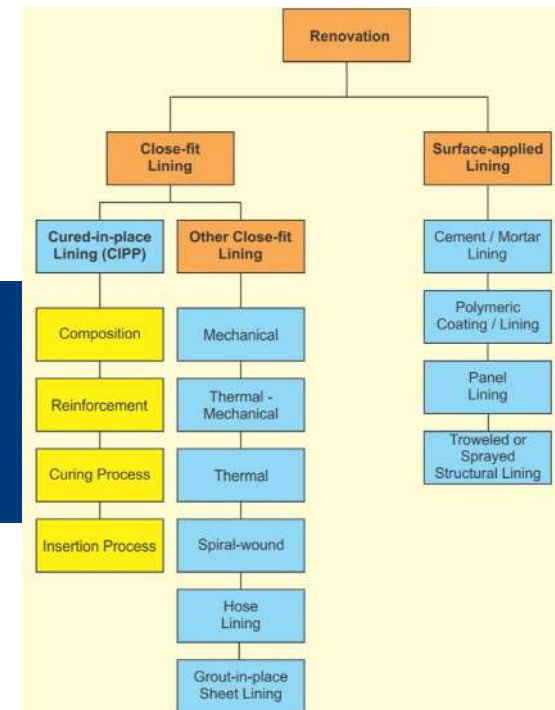 Renovation
Close-fit
Lining
Surface-applied
Lining
Cured-in-place
Lining (CIPP)
Other Close-fit
Lining
Composition
Reinforcement
Curing Process
Insertion Process
Mechanical
Thermal -
Mechanical
Thermal
Spiral-wound
Hose
Lining
Grout-in-place
Sheet Lining
Cement / Mortar
Lining
Polymeric
Coating / Lining
Panel
Lining
Troweled or
Sprayed
Structural Lining